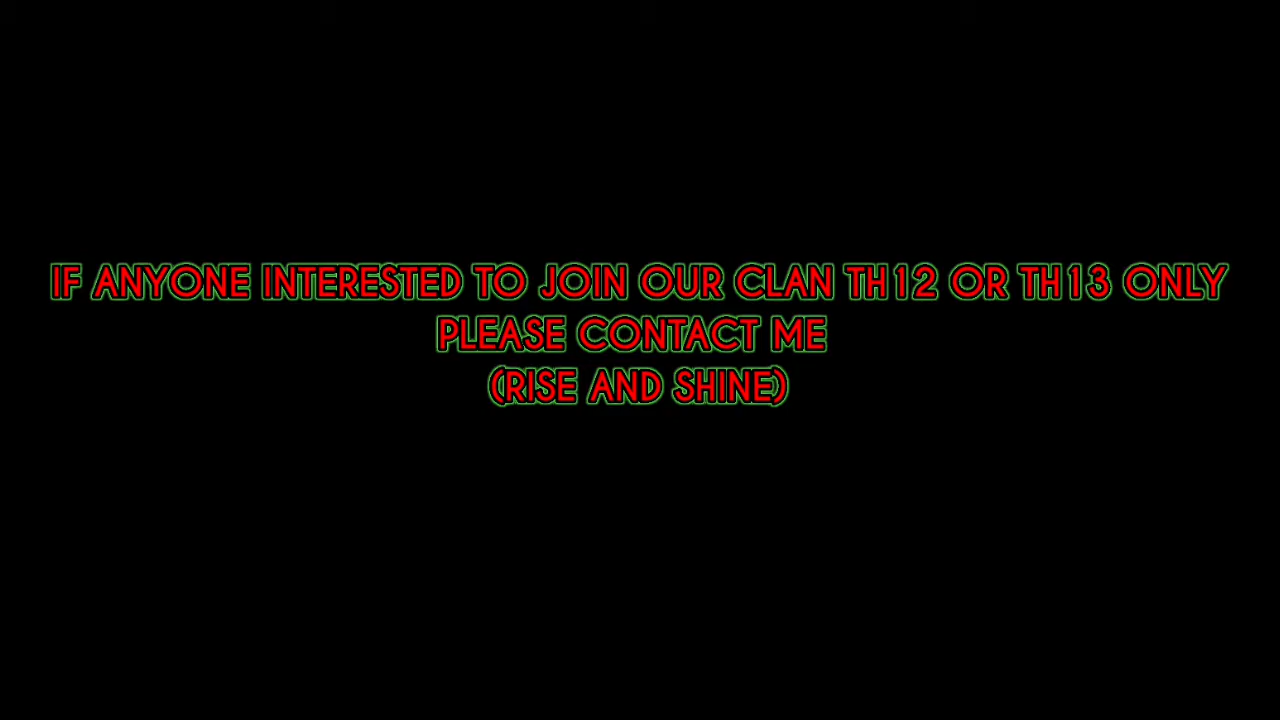 IF ANYONE INTERESTED TO JOIN OUR CLAN TH12 OR TH13 ONLY
PLEASE CONTACT ME
(RISE AND SHINE)